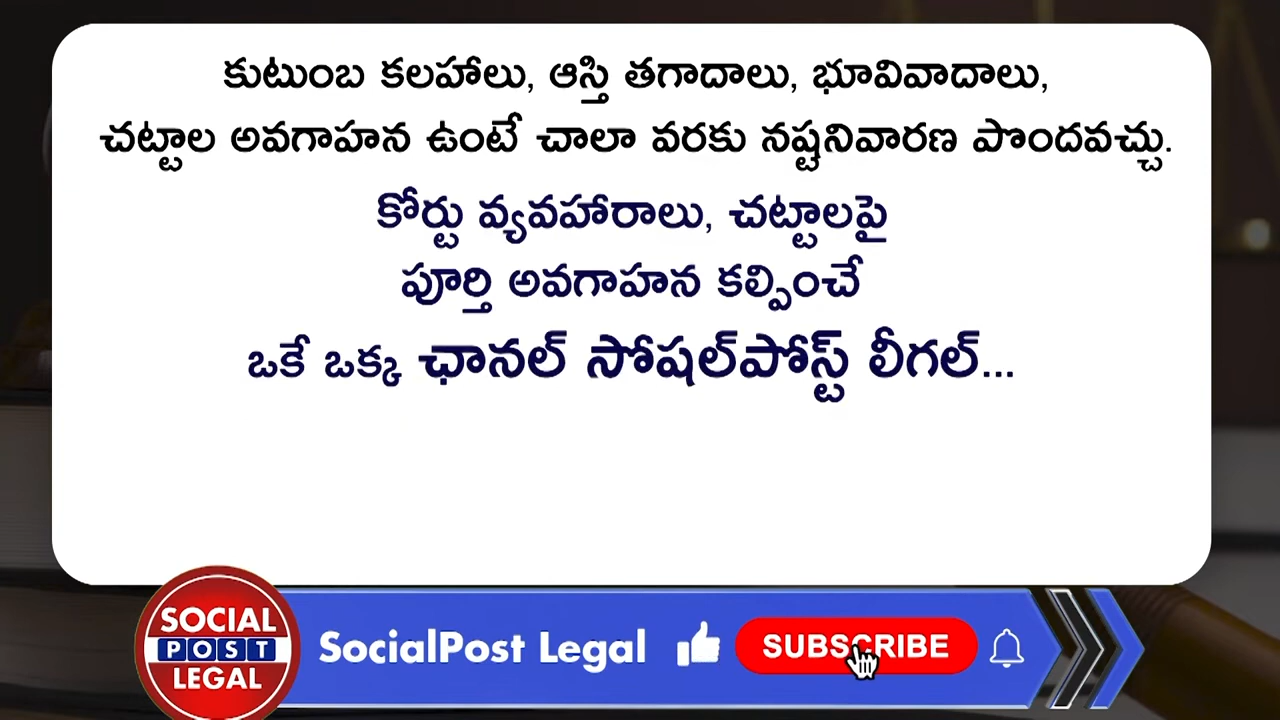 కుటుంబ కలహాలు, ఆస్తి తగాదాలు, భూవివాదాలు,
చట్టాల అవగాహన ఉంటే చాలా వరకు నష్టనివారణ పొందవచ్చు.
కోర్టు వ్యవహారాలు, చట్టాలపై
పూర్తి అవగాహన కల్పించే
ఒకే ఒక్క ఛానల్ సోషల్‌పోస్ట్ లీగల్...
SOCIAL
POST
LEGAL
SocialPost Legal
SUBSCRIBE